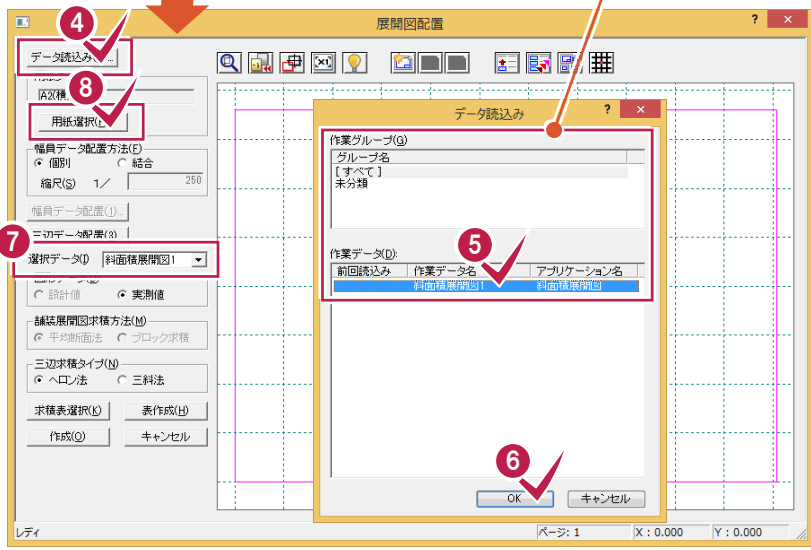 4
展開図配置
データ読込み
8
A2(横
用紙選択(
幅員データ配置方法(F)
個別
結合
縮尺(S) 1/ 250
幅員データ配置(1)...
三辺データ配置(3)
7
選択データ(I) 斜面積展開図1
設計値
実測値
舗装展開図求積方法(M)
平均断面法
ブロック求積
三辺求積タイプ(N)
ヘロン法
三斜法
求積表選択(K)
表作成(H)
作成(O)
キャンセル
レディ
ページ: 1
X : 0.000
Y : 0.000
データ読込み
作業グループ(G)
グループ名
[すべて]
未分類
5
作業データ(D):
前回読込み 作業データ名 アプリケーション名
斜面積展開図1 斜面積展開図
6
OK
キャンセル